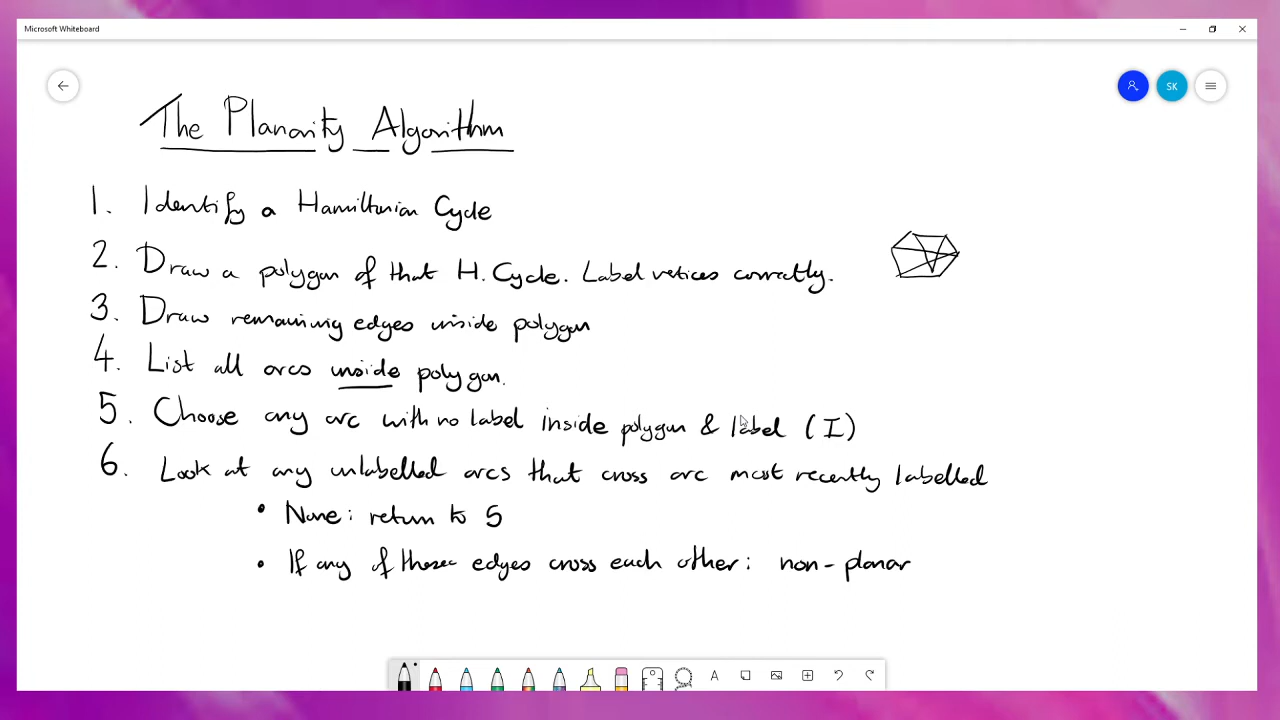 Microsoft Whiteboard
SK
The Planarity Algorithm
1. Identify a Hamiltonian Cycle
2. Draw a polygon of that H. Cycle. Label vetices correctly.
3. Draw remaining edges inside polygon
4. List all arcs inside polygon.
5. Choose any arc with no label inside polygon & label (I)
6. Look at any unlabelled arcs that cross arc most recently labelled
• None: return to 5
• If any of these edges cross each other: non-planar
A